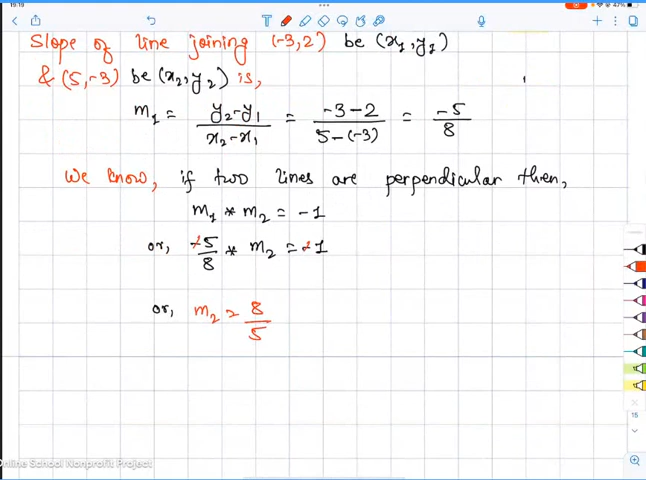 19:19
Slope of line joining (-3,2) be (x₁,y₁)
& (5,-3) be (x₂,y₂) is,
m₁ = y₂-y₁ / x₂-x₁ = -3-2 / 5-(-3) = -5 / 8
We know, if two lines are perpendicular then,
m₁ * m₂ = -1
or, -5/8 * m₂ = -1
or, m₂ = 8/5
Online School Nonprofit Project